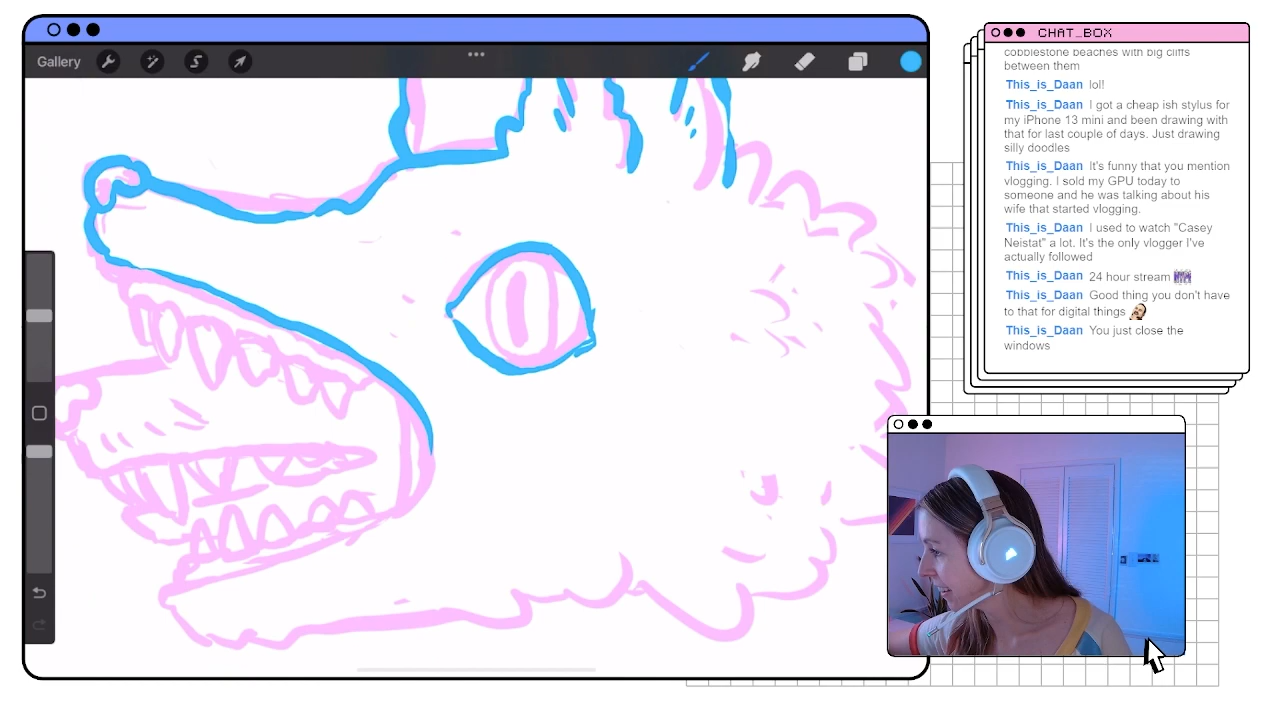 Gallery
CHAT_BOX
cobblestone beaches with big cliffs
between them
This_is_Daan lol!
This_is_Daan I got a cheap ish stylus for
my iPhone 13 mini and been drawing with
that for last couple of days. Just drawing
silly doodles
This_is_Daan It's funny that you mention
vlogging. I sold my GPU today to
someone and he was talking about his
wife that started vlogging.
This_is_Daan I used to watch "Casey
Neistat" a lot. It's the only vlogger I've
actually followed
This_is_Daan 24 hour stream
This_is_Daan Good thing you don't have
to that for digital things
This_is_Daan You just close the
windows